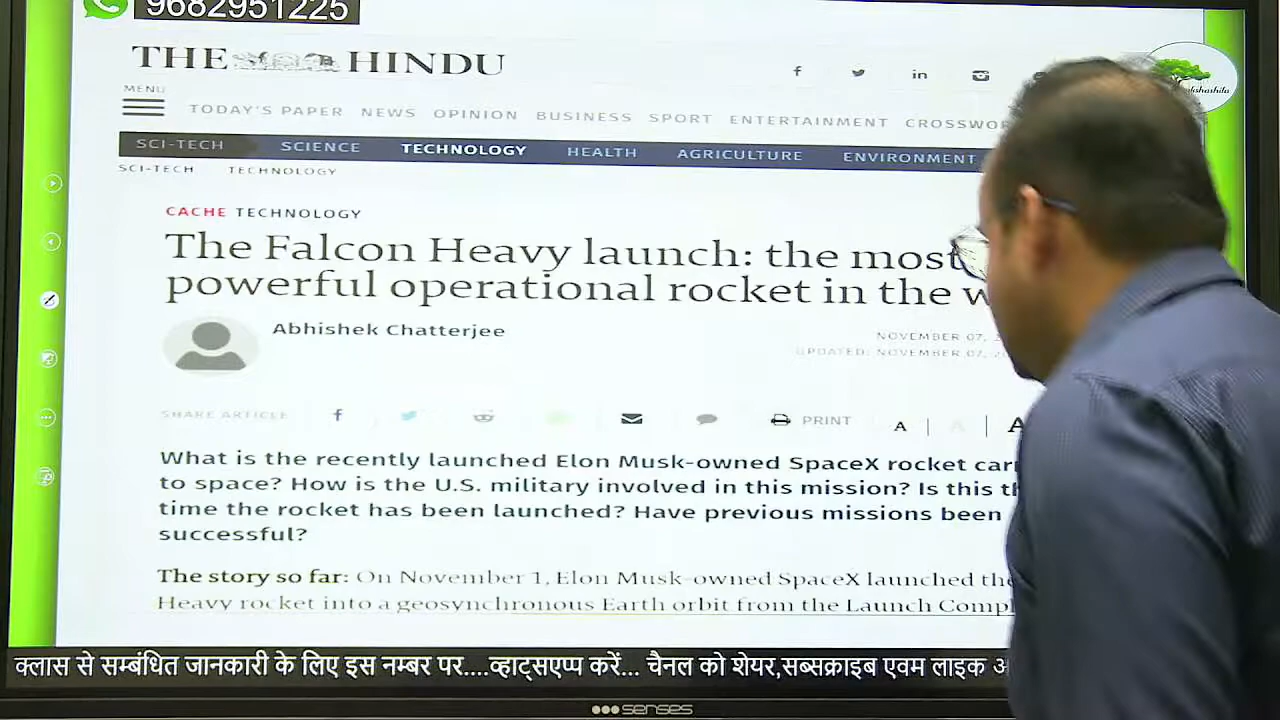 9682951225
THE HINDU
MENU
TODAY'S PAPER NEWS OPINION BUSINESS SPORT ENTERTAINMENT
SCI-TECH SCIENCE TECHNOLOGY HEALTH AGRICULTURE ENVIRONMENT
SCI-TECH TECHNOLOGY
CACHE TECHNOLOGY
The Falcon Heavy launch: the most
powerful operational rocket in the
Abhishek Chatterjee
NOVEMBER 07,
UPDATED: NOVEMBER 07,
SHARE ARTICLE PRINT A A A
What is the recently launched Elon Musk-owned SpaceX rocket
to space? How is the U.S. military involved in this mission? Is this
time the rocket has been launched? Have previous missions been
successful?
The story so far: On November 1, Elon Musk-owned SpaceX launched the
Heavy rocket into a geosynchronous Earth orbit from the Launch
क्लास से सम्बंधित जानकारी के लिए इस नम्बर पर....व्हाट्सएप्प करें... चैनल को शेयर,सब्सक्राइब एवम लाइक
senses